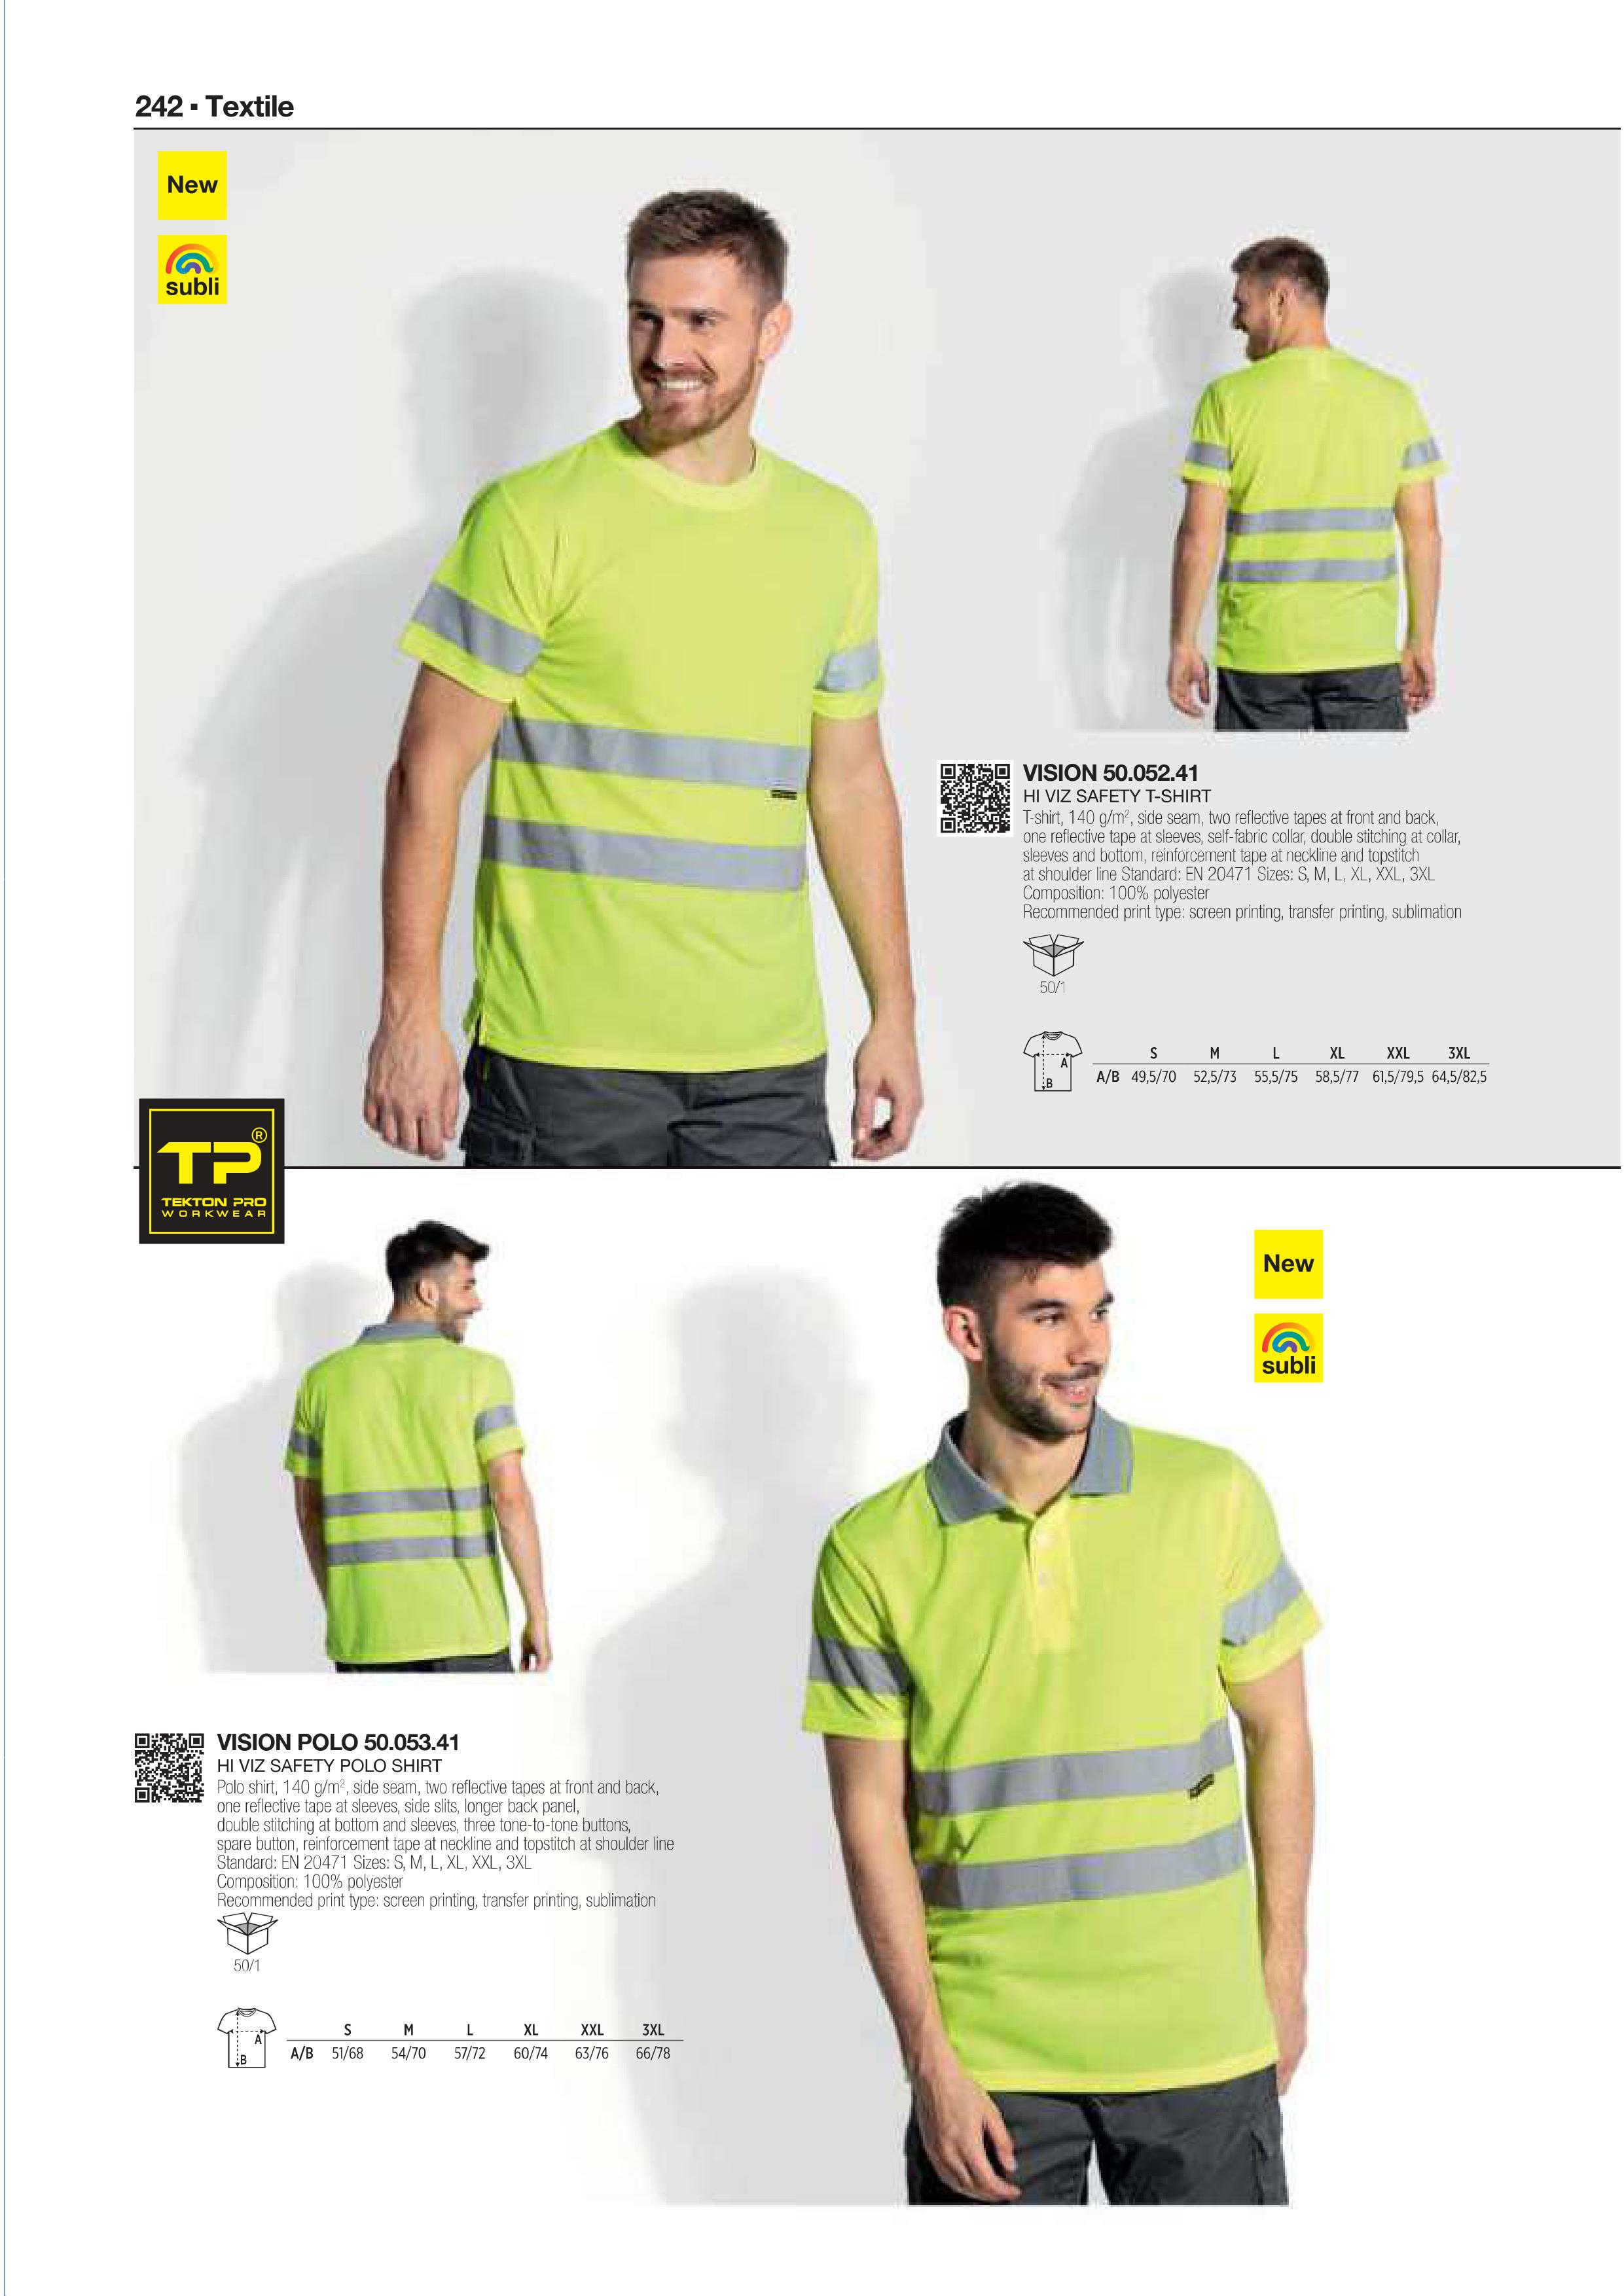 242 ▪ Textile
New
subli
VISION 50.052.41
HI VIZ SAFETY T-SHIRT
T-shirt, 140 g/m², side seam, two reflective tapes at front and back,
one reflective tape at sleeves, self-fabric collar, double stitching at collar,
sleeves and bottom, reinforcement tape at neckline and topstitch
at shoulder line Standard: EN 20471 Sizes: S, M, L, XL, XXL, 3XL
Composition: 100% polyester
Recommended print type: screen printing, transfer printing, sublimation
50/1
S M L XL XXL 3XL
A
B
A/B 49,5/70 52,5/73 55,5/75 58,5/77 61,5/79,5 64,5/82,5
TP®
TEKTON PRO
WORKWEAR
New
subli
VISION POLO 50.053.41
HI VIZ SAFETY POLO SHIRT
Polo shirt, 140 g/m², side seam, two reflective tapes at front and back,
one reflective tape at sleeves, side slits, longer back panel,
double stitching at bottom and sleeves, three tone-to-tone buttons,
spare button, reinforcement tape at neckline and topstitch at shoulder line
Standard: EN 20471 Sizes: S, M, L, XL, XXL, 3XL
Composition: 100% polyester
Recommended print type: screen printing, transfer printing, sublimation
50/1
S M L XL XXL 3XL
A
B
A/B 51/68 54/70 57/72 60/74 63/76 66/78